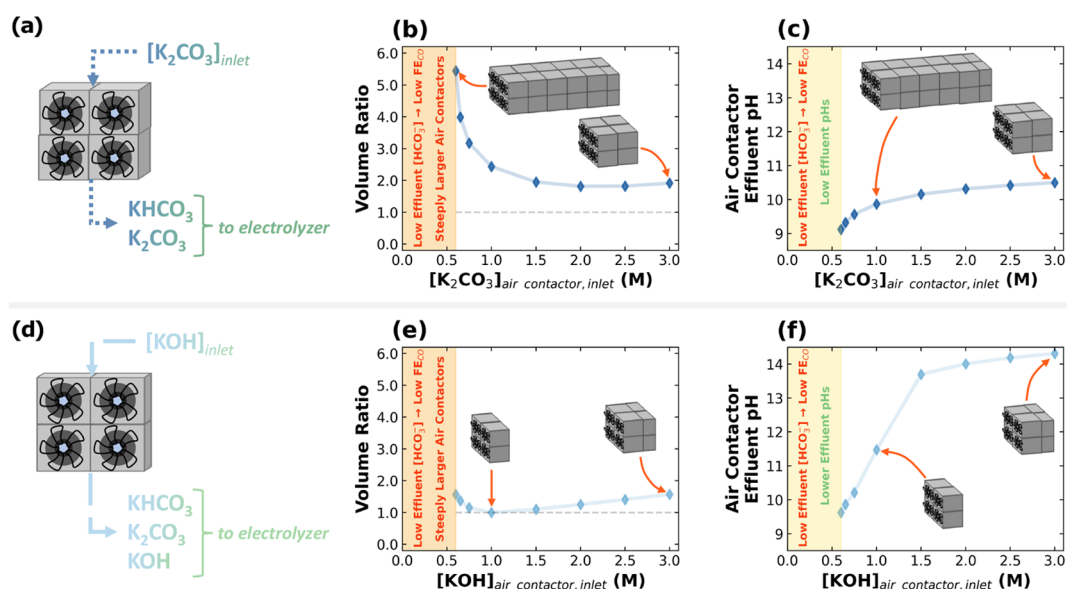 (a)
[K₂CO₃]inlet
KHCO₃
K₂CO₃
to electrolyzer
(b)
Volume Ratio
6.0
5.0
4.0
3.0
2.0
1.0
0.0
Low Effluent [HCO₃⁻] → Low FE_CO
Steeply Larger Air Contactors
0.0 0.5 1.0 1.5 2.0 2.5 3.0
[K₂CO₃]air contactor,inlet (M)
(c)
Air Contactor
Effluent pH
14
13
12
11
10
9
Low Effluent [HCO₃⁻] → Low FE_CO
Low Effluent pHs
0.0 0.5 1.0 1.5 2.0 2.5 3.0
[K₂CO₃]air contactor,inlet (M)
(d)
[KOH]inlet
KHCO₃
K₂CO₃
KOH
to electrolyzer
(e)
Volume Ratio
6.0
5.0
4.0
3.0
2.0
1.0
0.0
Low Effluent [HCO₃⁻] → Low FE_CO
Steeply Larger Air Contactors
0.0 0.5 1.0 1.5 2.0 2.5 3.0
[KOH]air contactor,inlet (M)
(f)
Air Contactor
Effluent pH
14
13
12
11
10
9
Low Effluent [HCO₃⁻] → Low FE_CO
Lower Effluent pHs
0.0 0.5 1.0 1.5 2.0 2.5 3.0
[KOH]air contactor,inlet (M)